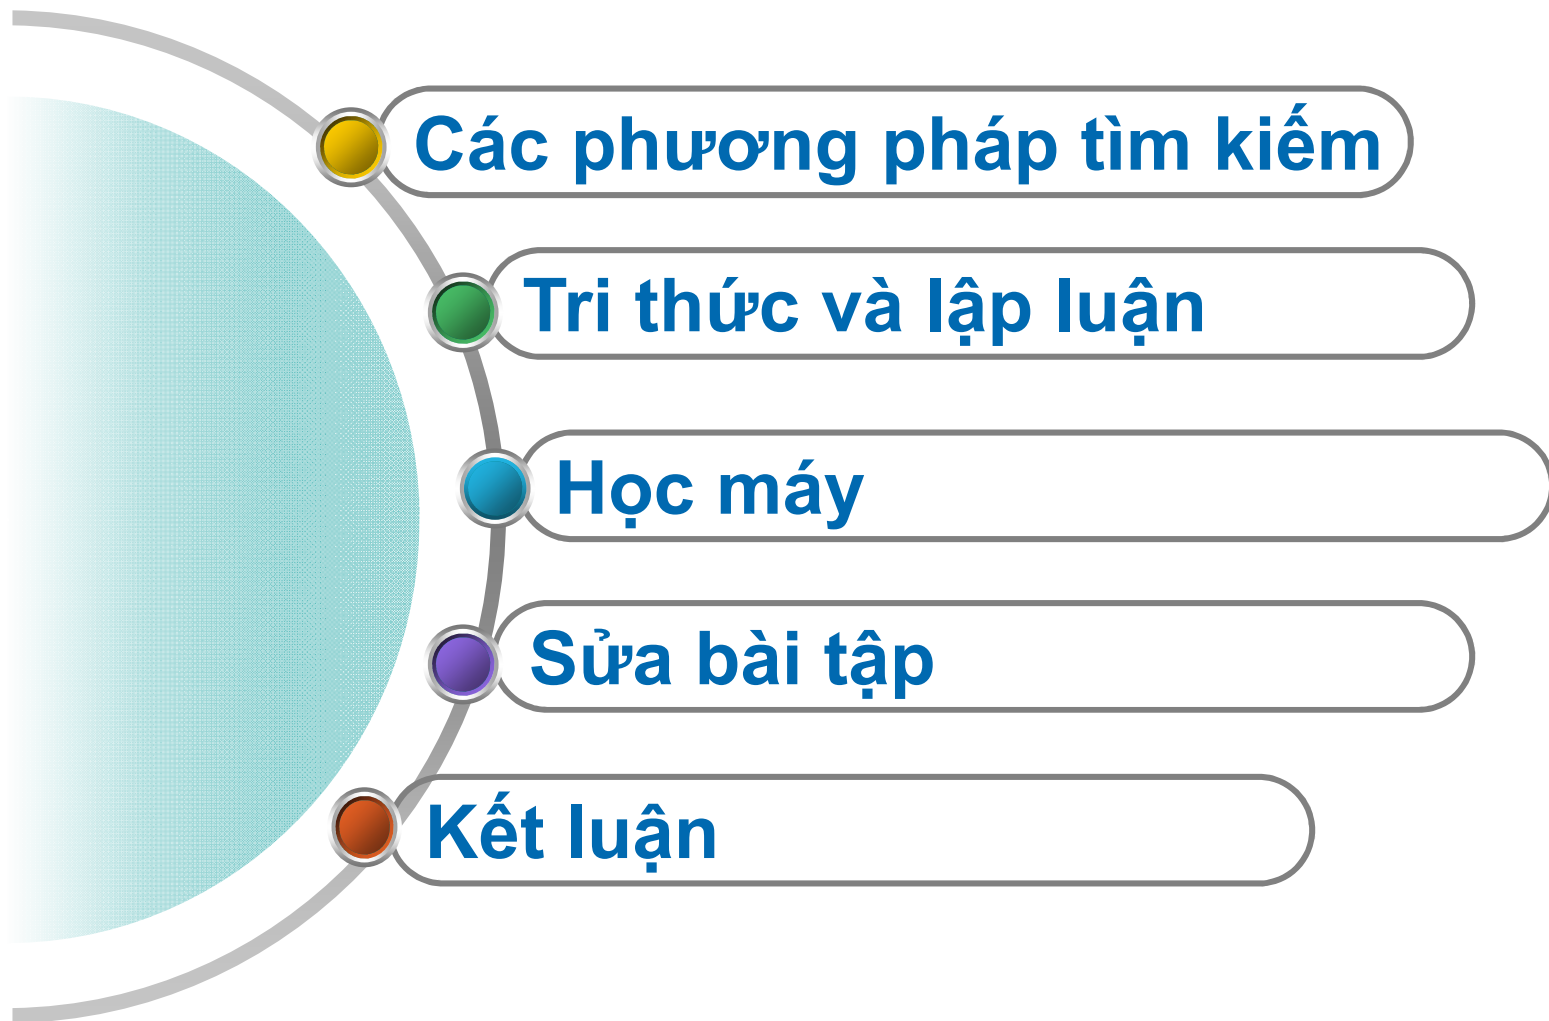 Các phương pháp tìm kiếm
Tri thức và lập luận
Học máy
Sửa bài tập
Kết luận